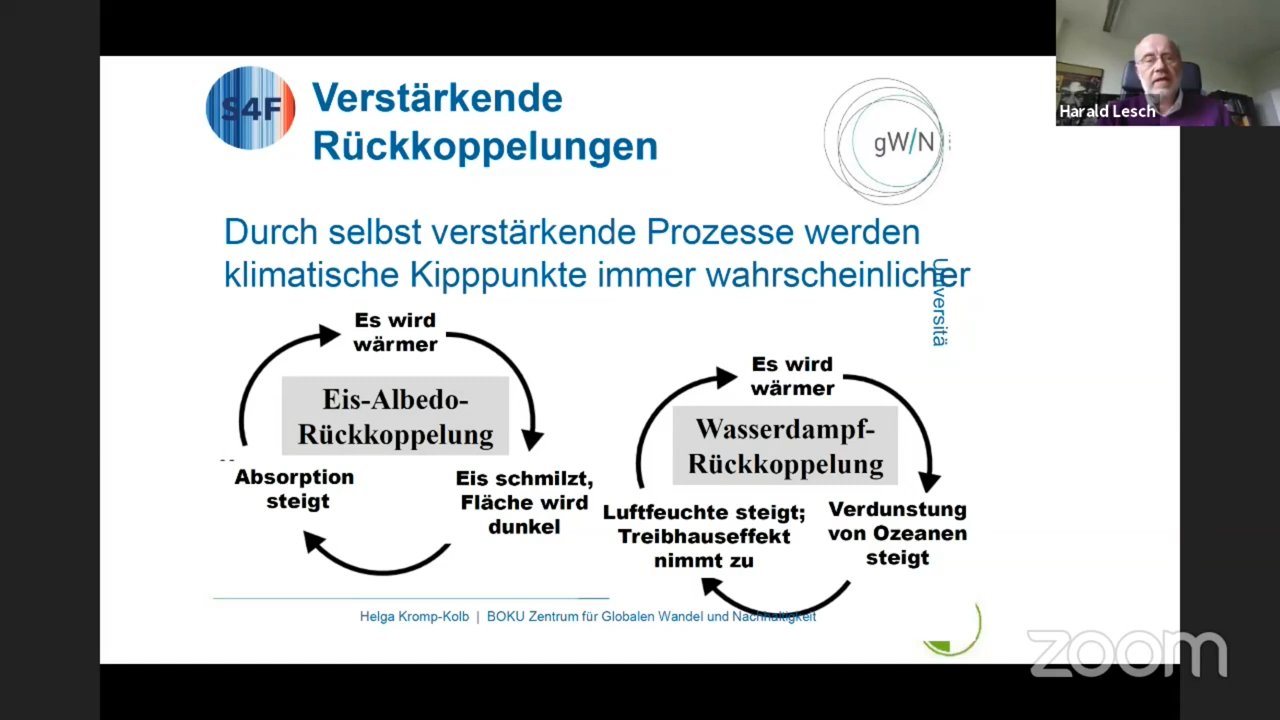 S4F
Verstärkende
Rückkoppelungen
gW/N
Harald Lesch
Durch selbst verstärkende Prozesse werden
klimatische Kipppunkte immer wahrscheinlicher
Universitä
Es wird
wärmer
Eis-Albedo-
Rückkoppelung
Absorption
steigt
Eis schmilzt,
Fläche wird
dunkel
Es wird
wärmer
Wasserdampf-
Rückkoppelung
Luftfeuchte steigt;
Treibhauseffekt
nimmt zu
Verdunstung
von Ozeanen
steigt
Helga Kromp-Kolb | BOKU Zentrum für Globalen Wandel und Nachhaltigkeit
zoom